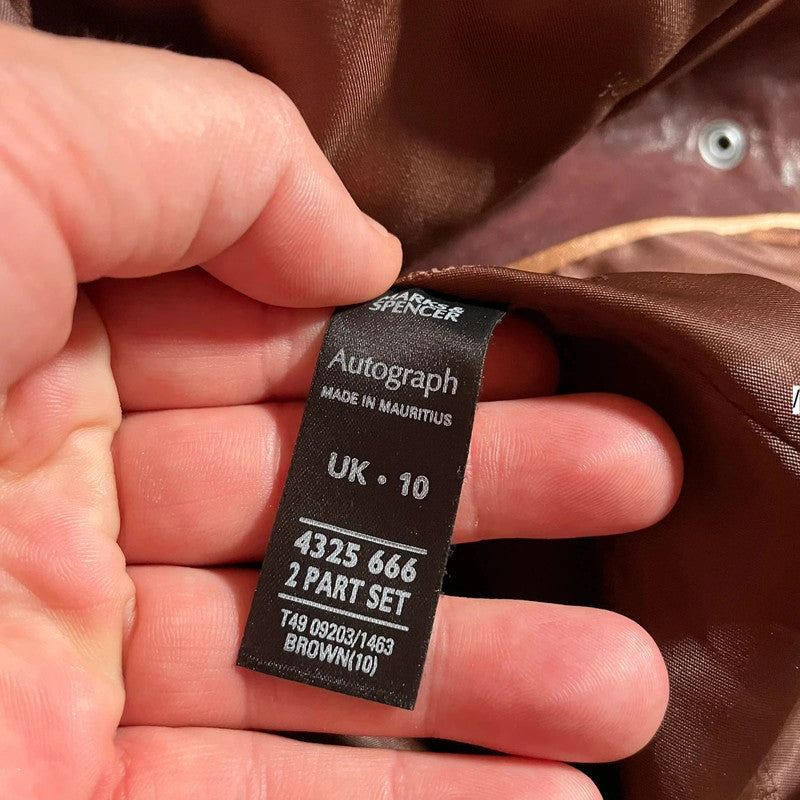 MARKS &
SPENCER
Autograph
MADE IN MAURITIUS
UK • 10
4325 666
2 PART SET
T49 09203/1463
BROWN(10)